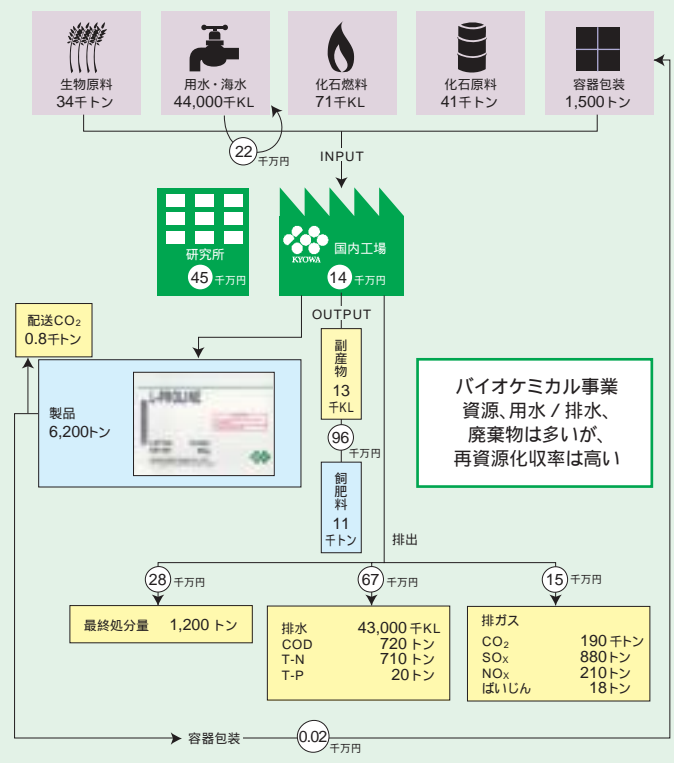 生物原料
34千トン
用水・海水
44,000千KL
化石燃料
71千KL
化石原料
41千トン
容器包装
1,500トン
22 千万円
INPUT
研究所
45 千万円
KYOWA
国内工場
14 千万円
OUTPUT
配送CO₂
0.8千トン
製品
6,200トン
L-PROLINE
副産物
13
千KL
96 千万円
飼肥料
11
千トン
バイオケミカル事業
資源、用水 / 排水、
廃棄物は多いが、
再資源化収率は高い
排出
28 千万円
67 千万円
15 千万円
最終処分量 1,200 トン
排水 43,000 千KL
COD 720 トン
T-N 710 トン
T-P 20 トン
排ガス
CO₂ 190 千トン
SOx 880トン
NOx 210トン
ばいじん 18トン
容器包装
0.02 千万円